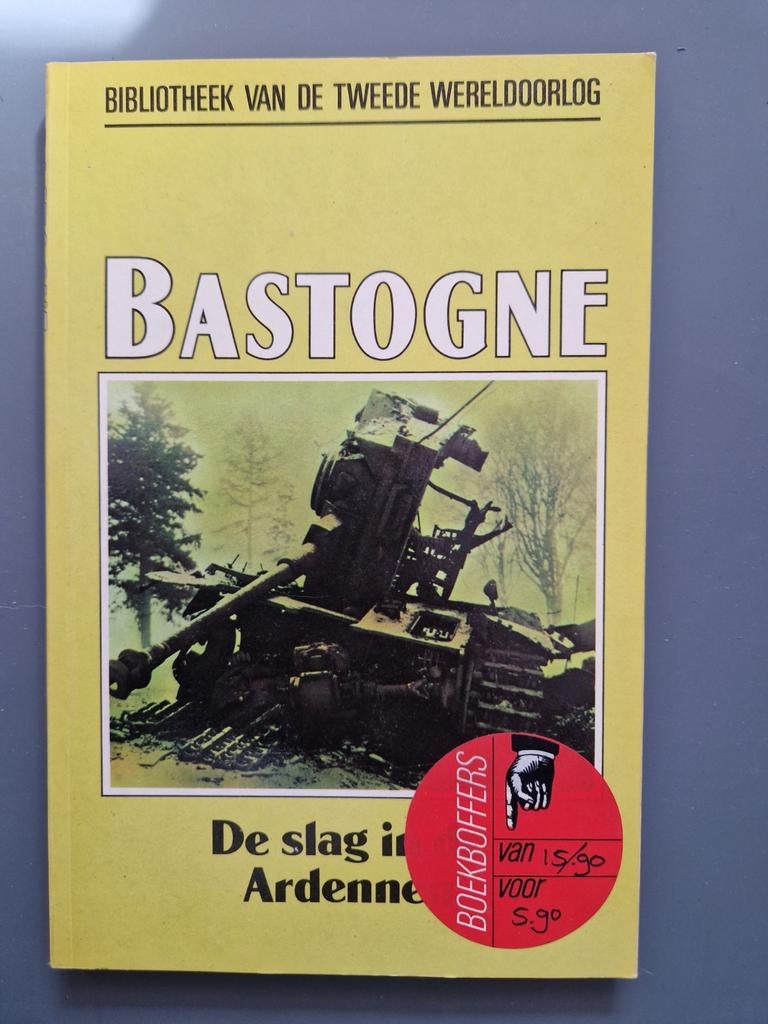 BIBLIOTHEEK VAN DE TWEEDE WERELDOORLOG
BASTOGNE
De slag in
Ardenne
BOEKBOFFERS
van 15.90
voor
5.90